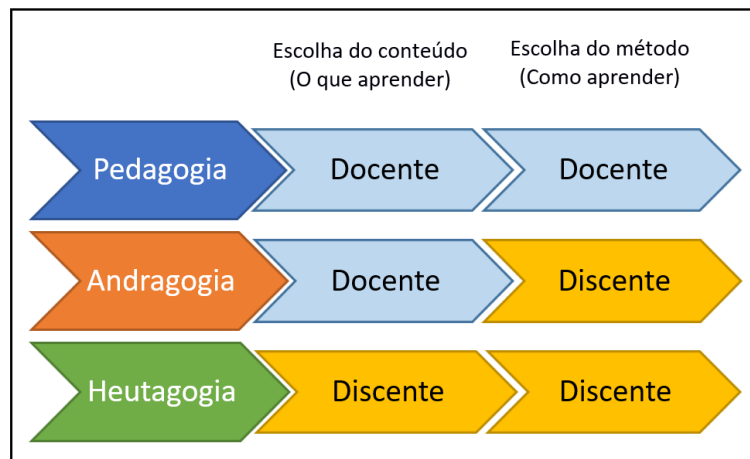 Escolha do conteúdo
(O que aprender)
Escolha do método
(Como aprender)
Pedagogia
Docente
Docente
Andragogia
Docente
Discente
Heutagogia
Discente
Discente